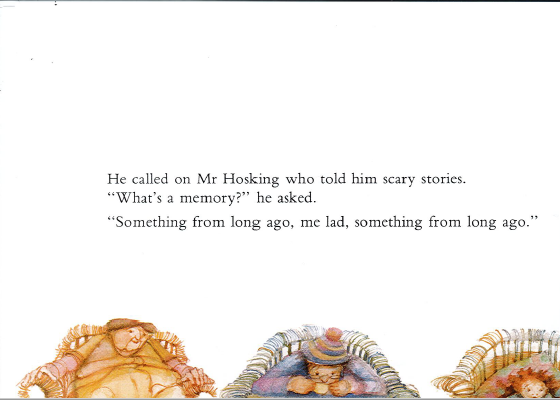 He called on Mr Hosking who told him scary stories.
“What's a memory?” he asked.
“Something from long ago, me lad, something from long ago.”